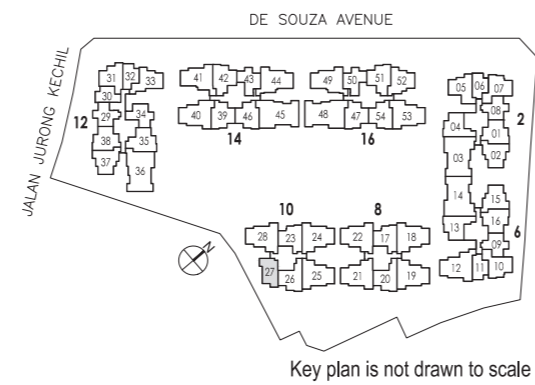 DE SOUZA AVENUE
JALAN JURONG KECHIL
31 32 33
30
29
38
37
34
35
36
12
41 42 43 44
40 39 46 45
14
49 50 51 52
48 47 54 53
16
05 06 07
08
04 01
03 02
2
14 15
13 16
09
12 11 10
6
10
28 23 24
27 26 25
8
22 17 18
21 20 19
N
Key plan is not drawn to scale